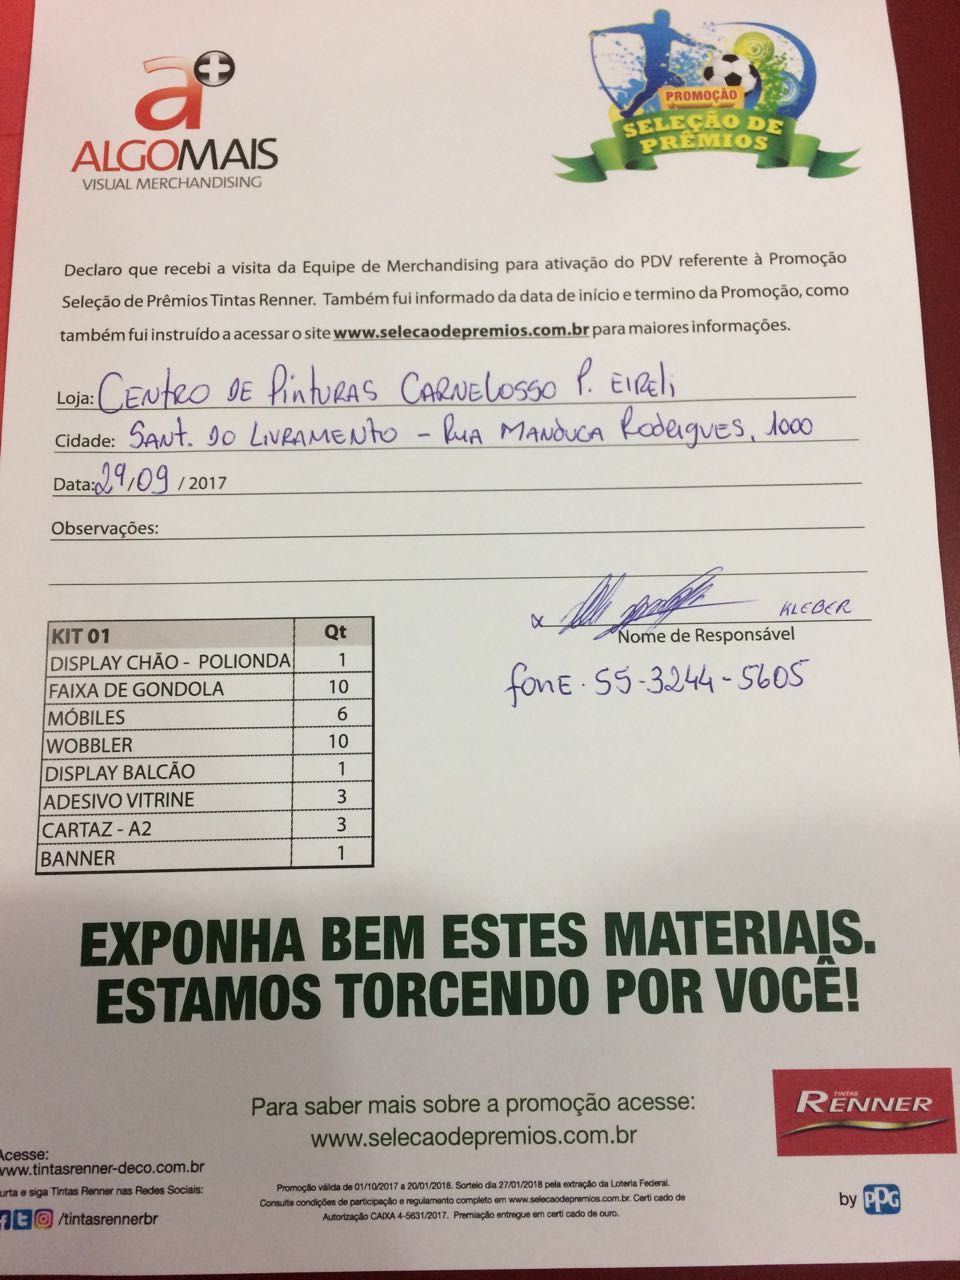 a+
ALGOMAIS
VISUAL MERCHANDISING
PROMOÇÃO
SELEÇÃO DE
PRÊMIOS
Declaro que recebi a visita da Equipe de Merchandising para ativação do PDV referente à Promoção
Seleção de Prêmios Tintas Renner. Também fui informado da data de início e termino da Promoção, como
também fui instruído a acessar o site www.selecaodepremios.com.br para maiores informações.
Loja: CENTRO DE PINTURAS CARNELOSSO P. EIRELI
Cidade: SANT. DO LIVRAMENTO - RUA MANDUCA RODRIGUES, 1000
Data: 29/09 / 2017
Observações:
x KLEBER
Nome de Responsável
fONE. 55-3244-5605
KIT 01 Qt
DISPLAY CHÃO - POLIONDA 1
FAIXA DE GONDOLA 10
MÓBILES 6
WOBBLER 10
DISPLAY BALCÃO 1
ADESIVO VITRINE 3
CARTAZ - A2 3
BANNER 1
EXPONHA BEM ESTES MATERIAIS.
ESTAMOS TORCENDO POR VOCÊ!
Para saber mais sobre a promoção acesse:
www.selecaodepremios.com.br
TINTAS
RENNER
by PPG
Acesse:
www.tintasrenner-deco.com.br
urta e siga Tintas Renner nas Redes Sociais:
/tintasrennerbr
Promoção válida de 01/10/2017 a 20/01/2018. Sorteio dia 27/01/2018 pela extração da Loteria Federal.
Consulte condições de participação e regulamento completo em www.selecaodepremios.com.br. Certi cado de
Autorização CAIXA 4-5631/2017. Premiação entregue em certi cado de ouro.